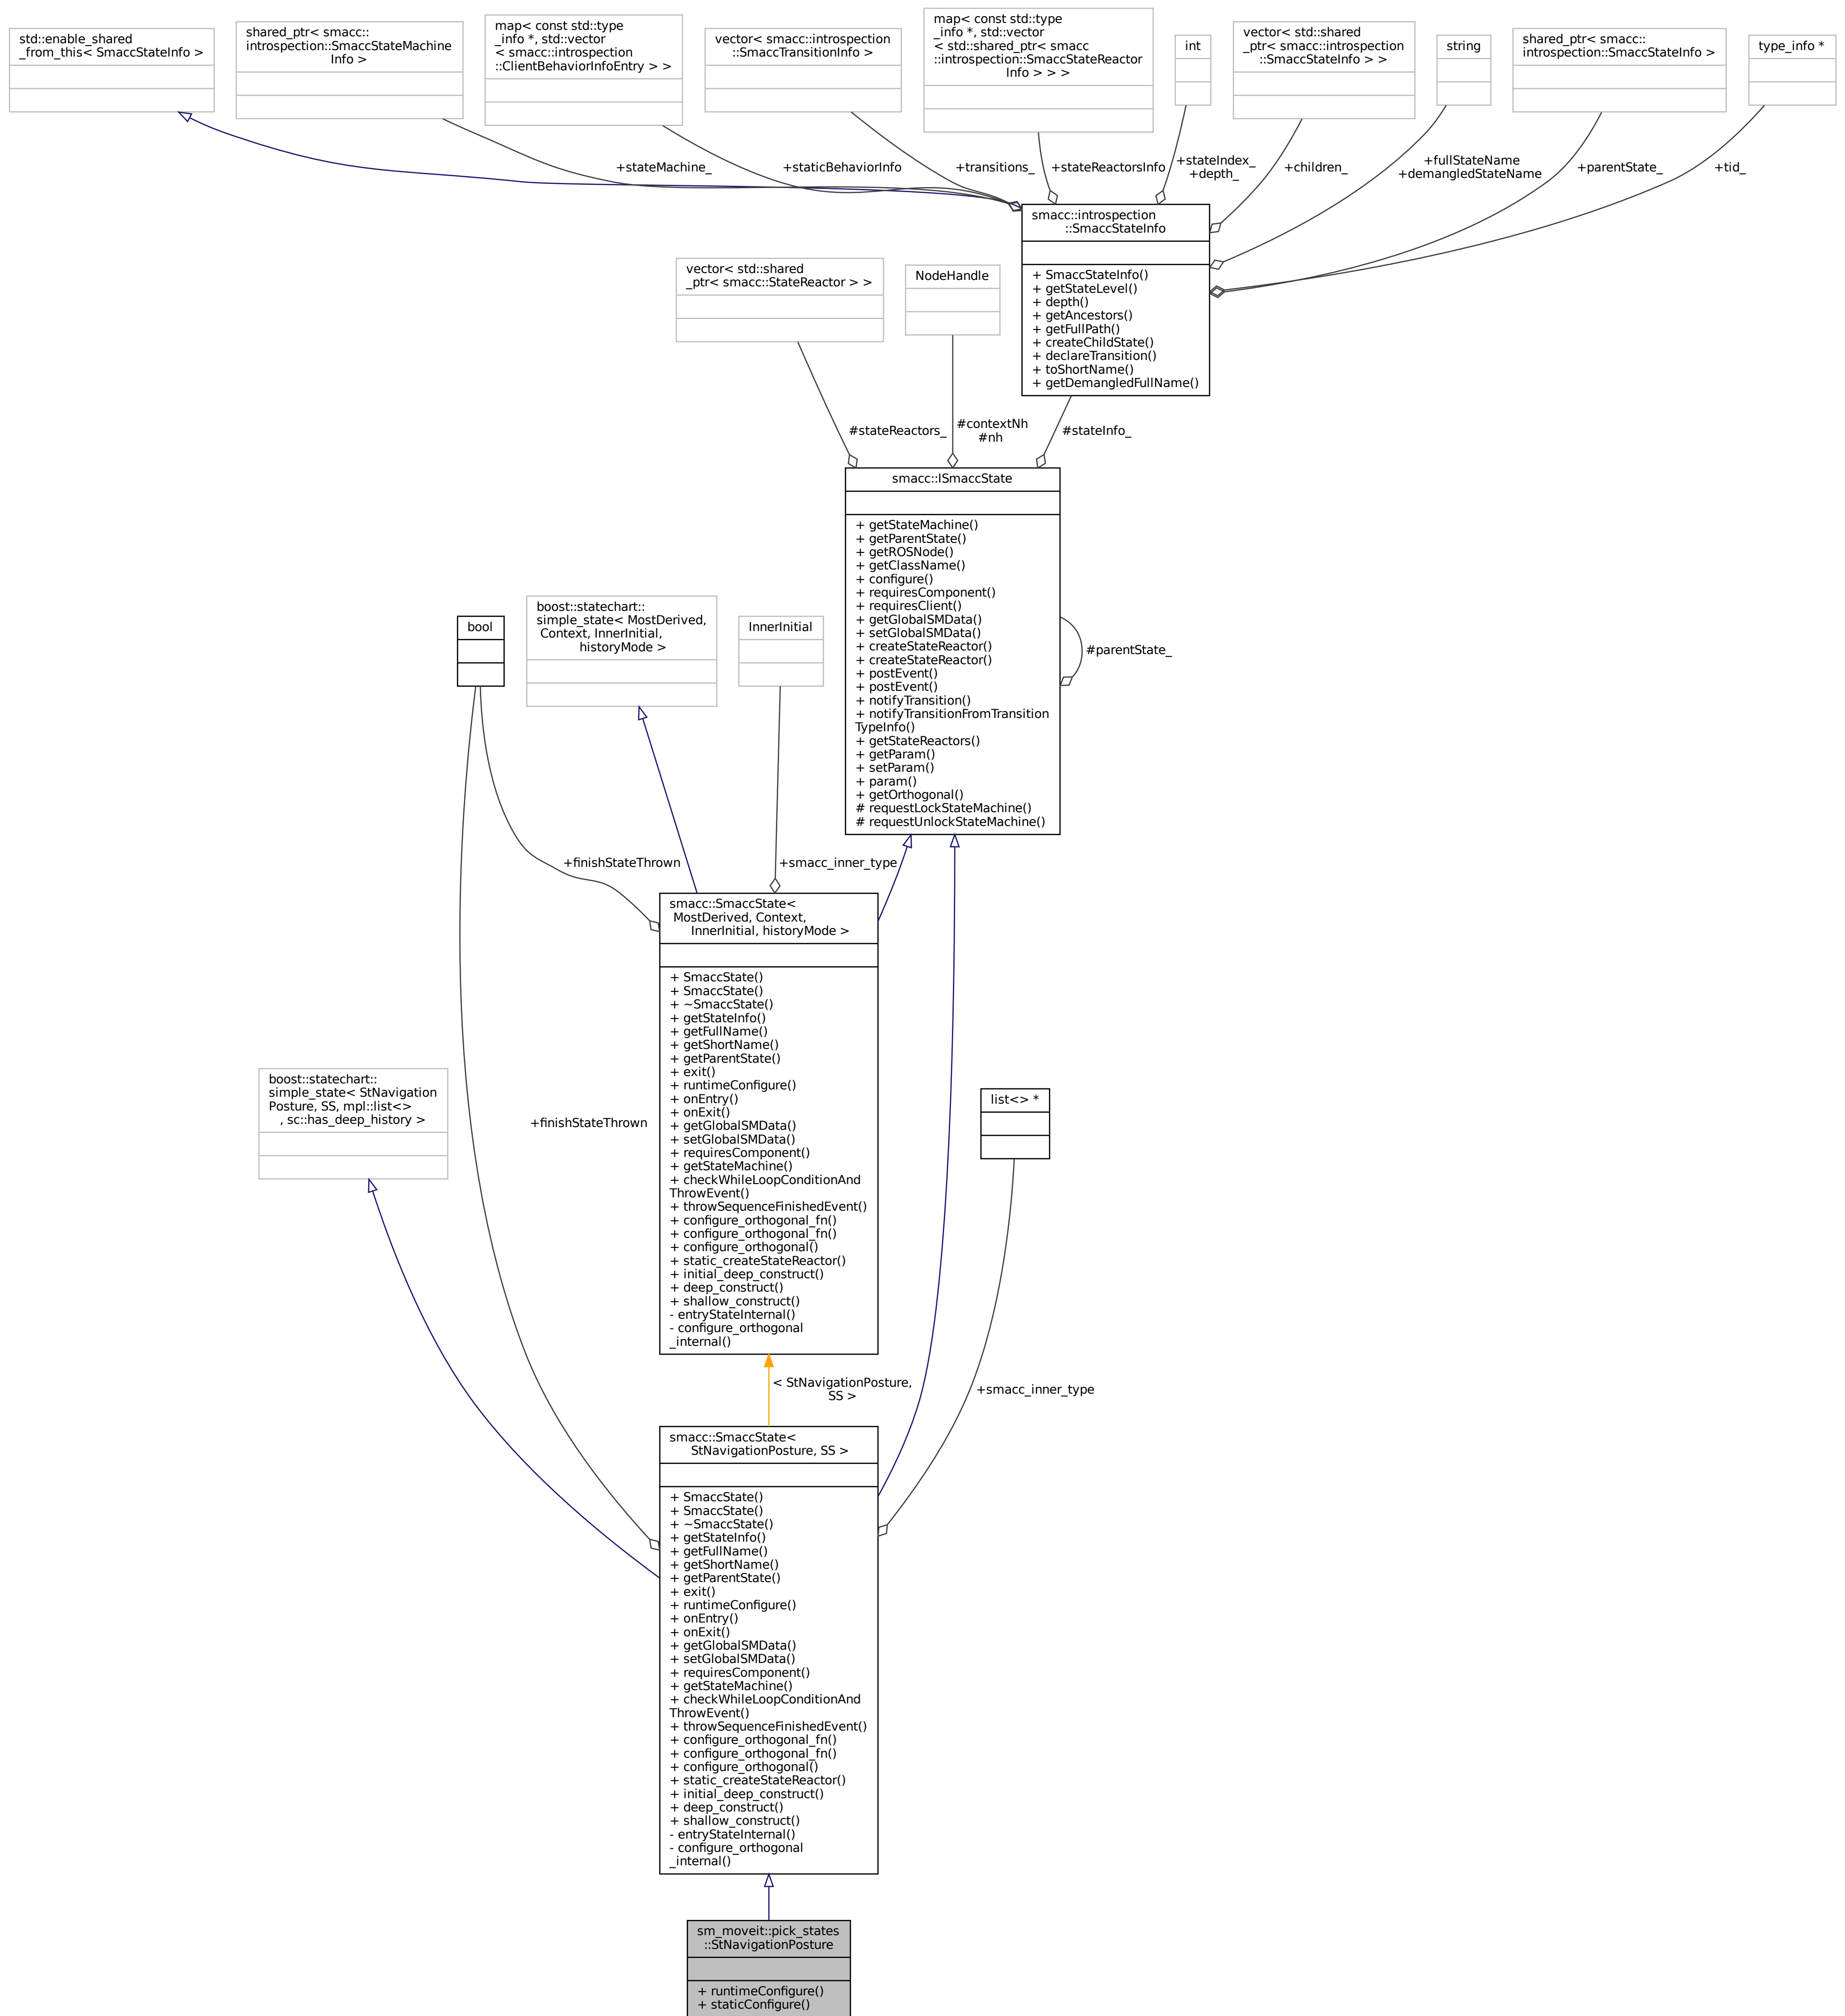 std::enable_shared
_from_this< SmaccStateInfo >
shared_ptr< smacc::
introspection::SmaccStateMachine
Info >
map< const std::type
_info *, std::vector
< smacc::introspection
::ClientBehaviorInfoEntry > >
vector< smacc::introspection
::SmaccTransitionInfo >
map< const std::type
_info *, std::vector
< std::shared_ptr< smacc
::introspection::SmaccStateReactor
Info > > >
int
vector< std::shared
_ptr< smacc::introspection
::SmaccStateInfo > >
string
shared_ptr< smacc::
introspection::SmaccStateInfo >
type_info *
+stateMachine_
+staticBehaviorInfo
+transitions_
+stateReactorsInfo
+stateIndex_
+depth_
+children_
+fullStateName
+demangledStateName
+parentState_
+tid_
smacc::introspection
::SmaccStateInfo
+ SmaccStateInfo()
+ getStateLevel()
+ depth()
+ getAncestors()
+ getFullPath()
+ createChildState()
+ declareTransition()
+ toShortName()
+ getDemangledFullName()
vector< std::shared
_ptr< smacc::StateReactor > >
NodeHandle
#stateReactors_
#contextNh
#nh
#stateInfo_
smacc::ISmaccState
+ getStateMachine()
+ getParentState()
+ getROSNode()
+ getClassName()
+ configure()
+ requiresComponent()
+ requiresClient()
+ getGlobalSMData()
+ setGlobalSMData()
+ createStateReactor()
+ createStateReactor()
+ postEvent()
+ postEvent()
+ notifyTransition()
+ notifyTransitionFromTransition
TypeInfo()
+ getStateReactors()
+ getParam()
+ setParam()
+ param()
+ getOrthogonal()
# requestLockStateMachine()
# requestUnlockStateMachine()
#parentState_
bool
boost::statechart::
simple_state< MostDerived,
Context, InnerInitial,
historyMode >
InnerInitial
+finishStateThrown
+smacc_inner_type
smacc::SmaccState<
MostDerived, Context,
InnerInitial, historyMode >
+ SmaccState()
+ SmaccState()
+ ~SmaccState()
+ getStateInfo()
+ getFullName()
+ getShortName()
+ getParentState()
+ exit()
+ runtimeConfigure()
+ onEntry()
+ onExit()
+ getGlobalSMData()
+ setGlobalSMData()
+ requiresComponent()
+ getStateMachine()
+ checkWhileLoopConditionAnd
ThrowEvent()
+ throwSequenceFinishedEvent()
+ configure_orthogonal_fn()
+ configure_orthogonal_fn()
+ configure_orthogonal()
+ static_createStateReactor()
+ initial_deep_construct()
+ deep_construct()
+ shallow_construct()
- entryStateInternal()
- configure_orthogonal
_internal()
boost::statechart::
simple_state< StNavigation
Posture, SS, mpl::list<>
, sc::has_deep_history >
+finishStateThrown
list<> *
< StNavigationPosture,
SS >
+smacc_inner_type
smacc::SmaccState<
StNavigationPosture, SS >
+ SmaccState()
+ SmaccState()
+ ~SmaccState()
+ getStateInfo()
+ getFullName()
+ getShortName()
+ getParentState()
+ exit()
+ runtimeConfigure()
+ onEntry()
+ onExit()
+ getGlobalSMData()
+ setGlobalSMData()
+ requiresComponent()
+ getStateMachine()
+ checkWhileLoopConditionAnd
ThrowEvent()
+ throwSequenceFinishedEvent()
+ configure_orthogonal_fn()
+ configure_orthogonal_fn()
+ configure_orthogonal()
+ static_createStateReactor()
+ initial_deep_construct()
+ deep_construct()
+ shallow_construct()
- entryStateInternal()
- configure_orthogonal
_internal()
sm_moveit::pick_states
::StNavigationPosture
+ runtimeConfigure()
+ staticConfigure()